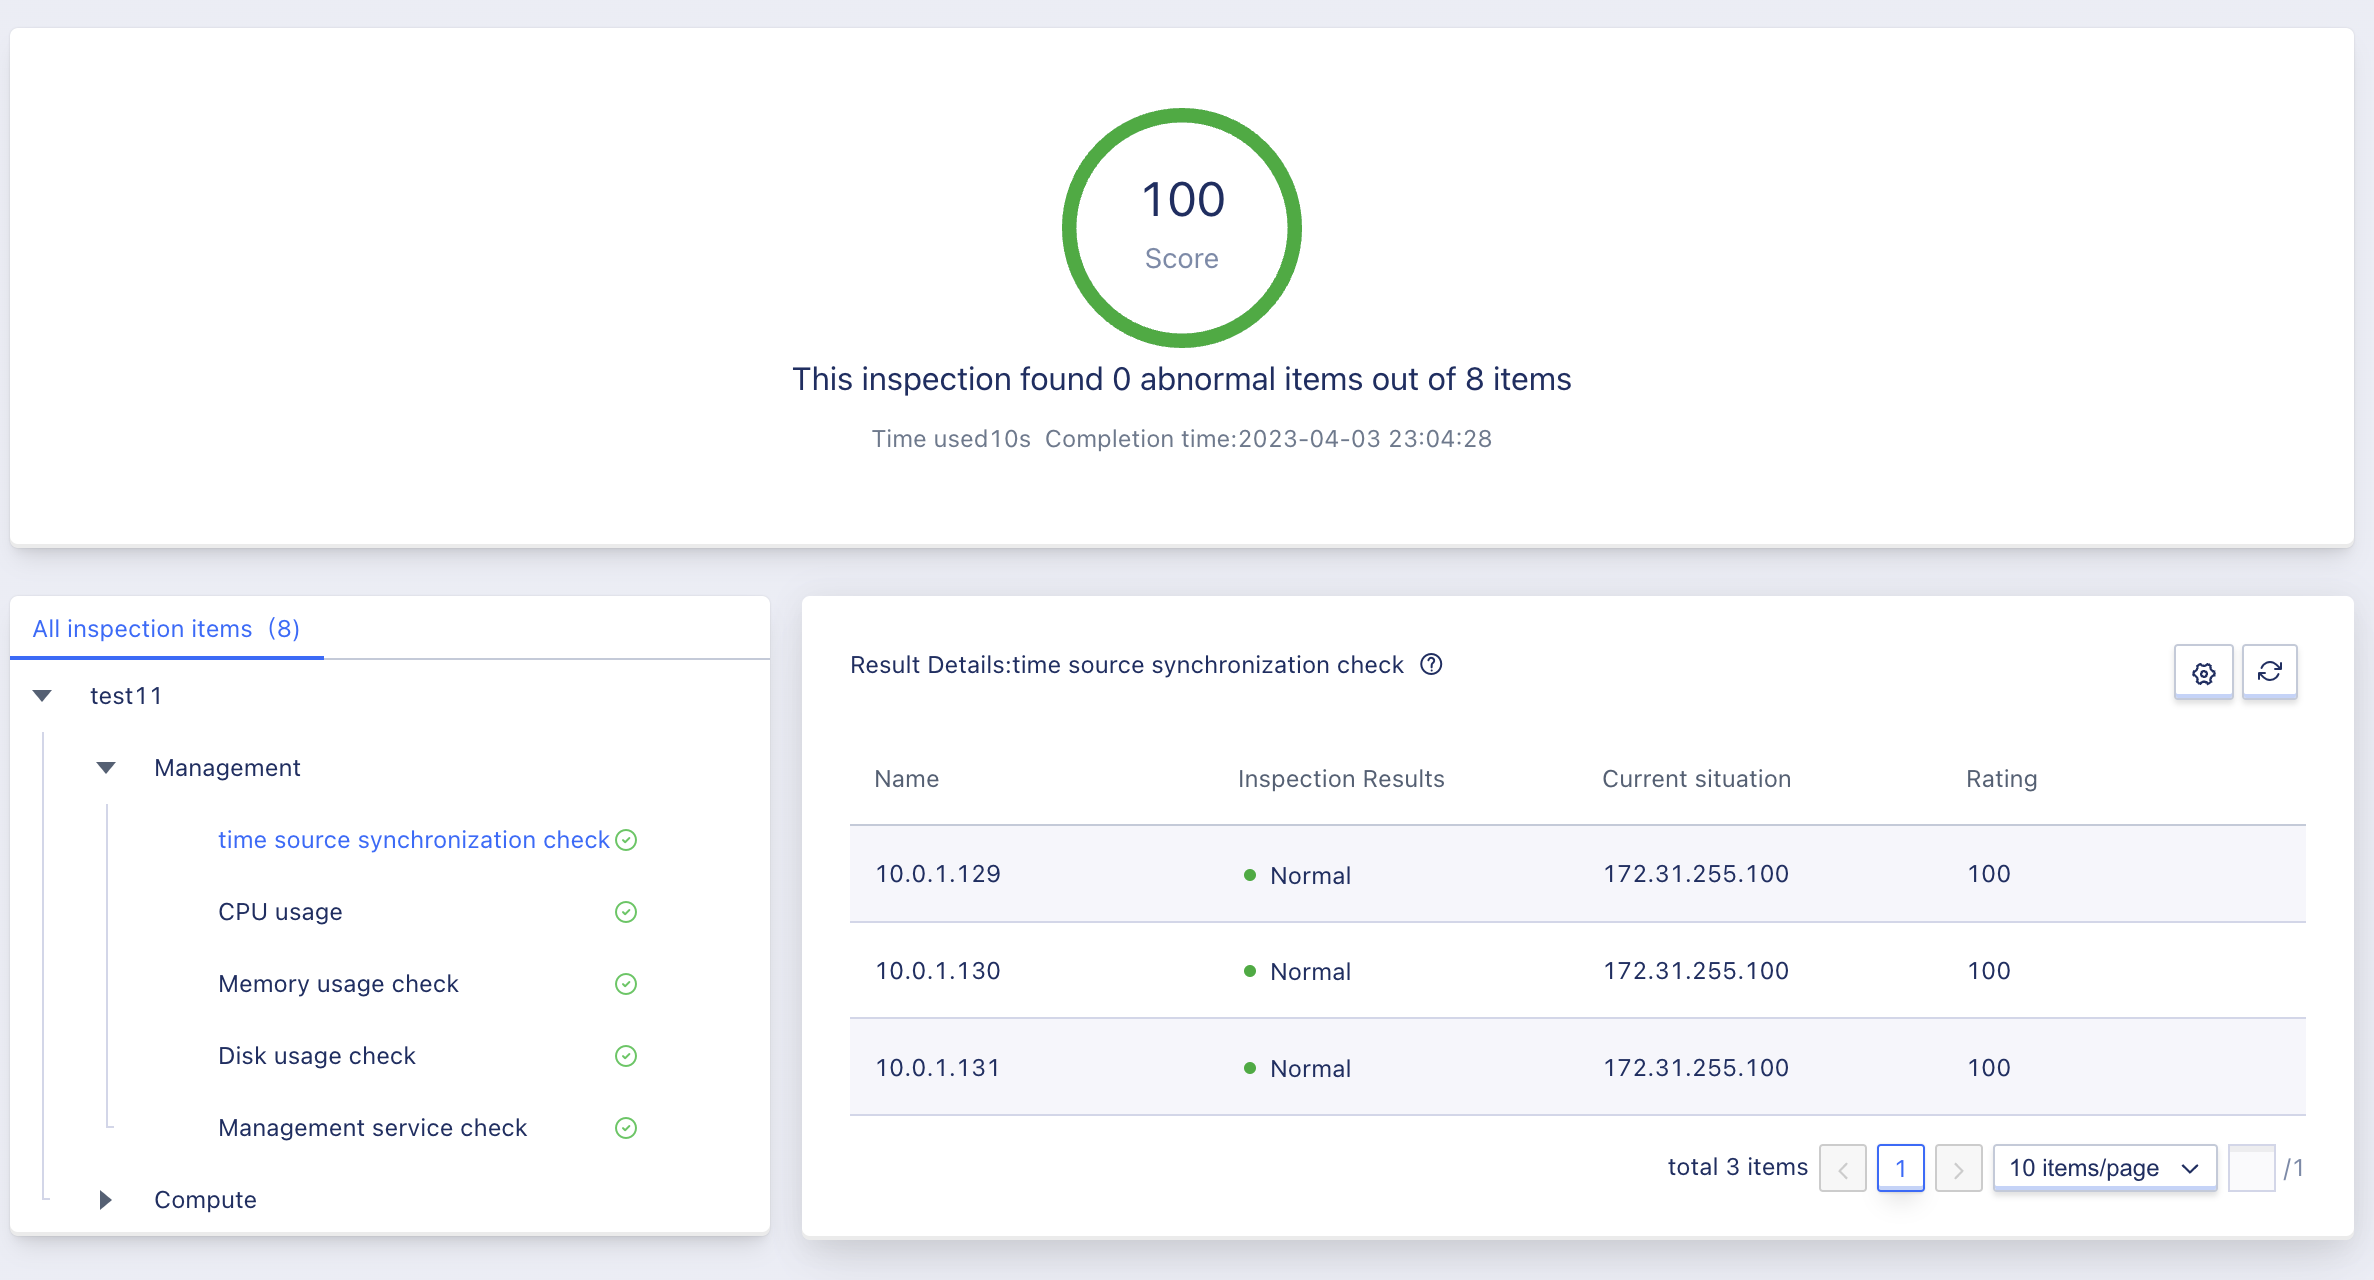 100
Score
This inspection found 0 abnormal items out of 8 items
Time used10s Completion time:2023-04-03 23:04:28
All inspection items (8)
test11
Management
time source synchronization check
CPU usage
Memory usage check
Disk usage check
Management service check
Compute
Result Details:time source synchronization check
Name Inspection Results Current situation Rating
10.0.1.129 Normal 172.31.255.100 100
10.0.1.130 Normal 172.31.255.100 100
10.0.1.131 Normal 172.31.255.100 100
total 3 items 1 10 items/page /1